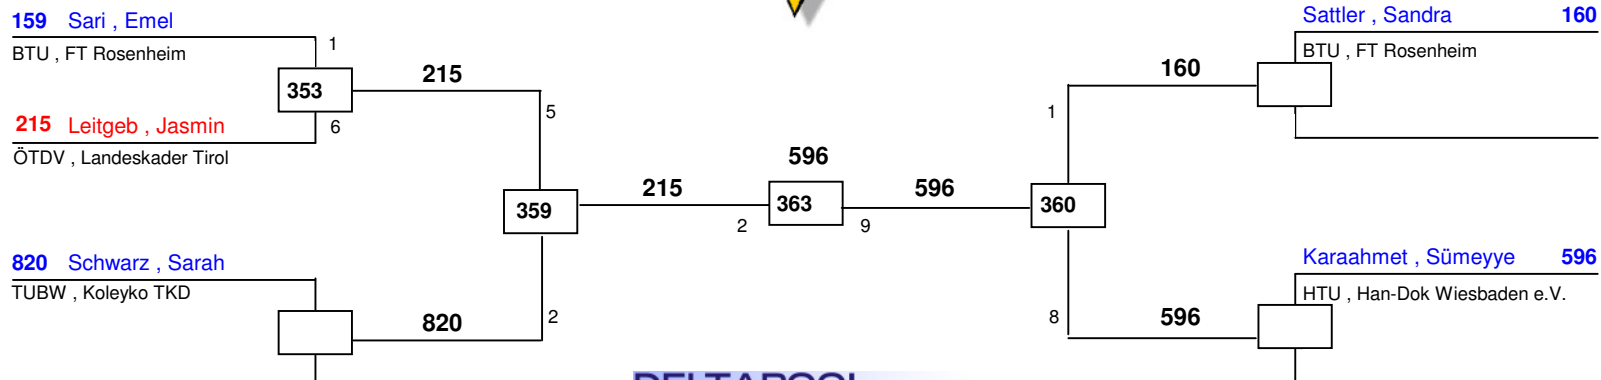 159 Sari , Emel
BTU , FT Rosenheim
1
353
215
215 Leitgeb , Jasmin
6
ÖTDV , Landeskader Tirol
5
359
215
2
820 Schwarz , Sarah
TUBW , Koleyko TKD
820
2
596
363
9
596
360
Sattler , Sandra 160
BTU , FT Rosenheim
160
1
Karaahmet , Sümeyye 596
HTU , Han-Dok Wiesbaden e.V.
596
8